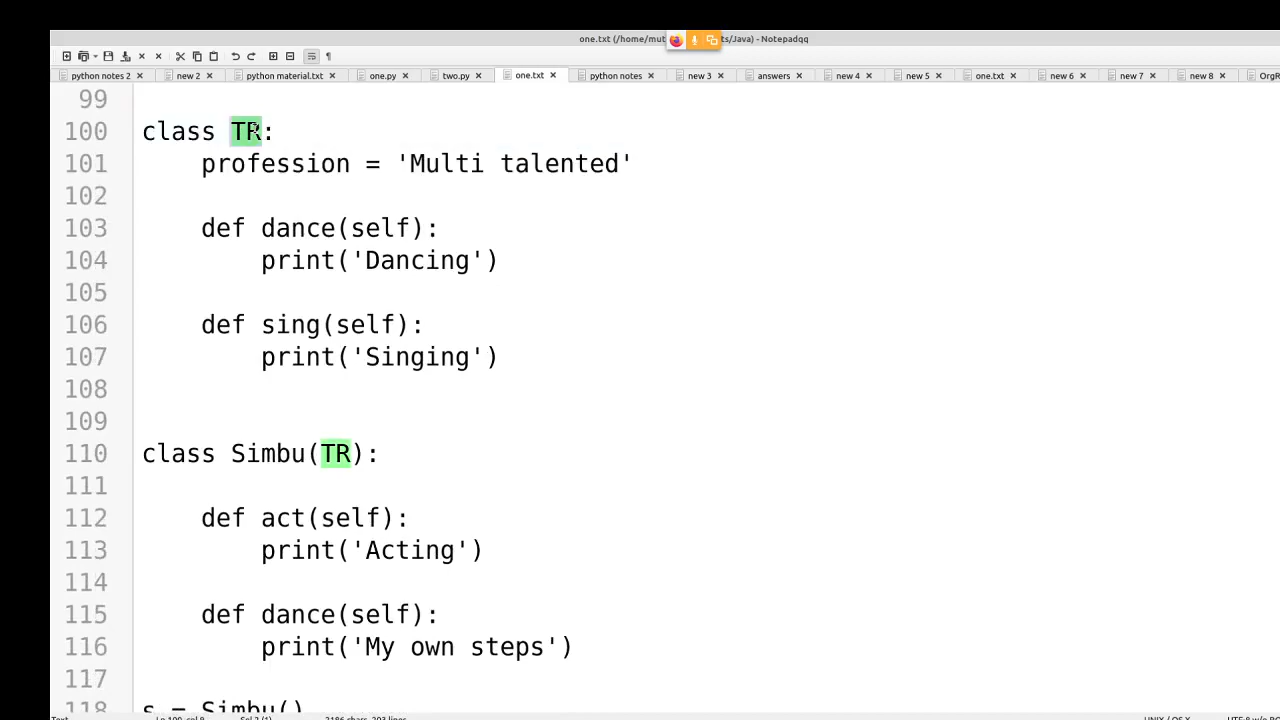 one.txt (/home/mut ts/Java) - Notepadqq
python notes 2 new 2 python material.txt one.py two.py one.txt python notes new 3 answers new 4 new 5 one.txt new 6 new 7 new 8 OrgR
99
100 class TR:
101 profession = 'Multi talented'
102
103 def dance(self):
104 print('Dancing')
105
106 def sing(self):
107 print('Singing')
108
109
110 class Simbu(TR):
111
112 def act(self):
113 print('Acting')
114
115 def dance(self):
116 print('My own steps')
117
118 s = Simbu()